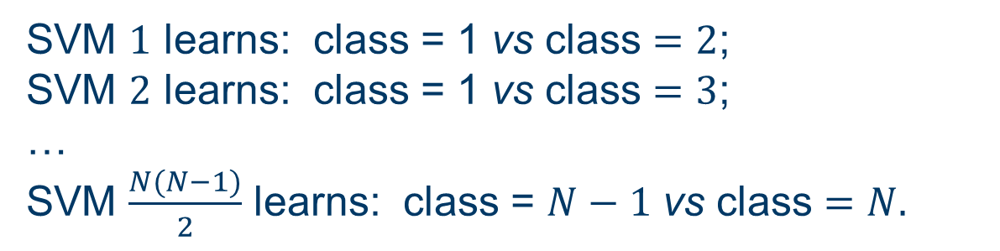 SVM 1 learns: class = 1 vs class = 2;
SVM 2 learns: class = 1 vs class = 3;
…
SVM N(N−1)/2 learns: class = N − 1 vs class = N.